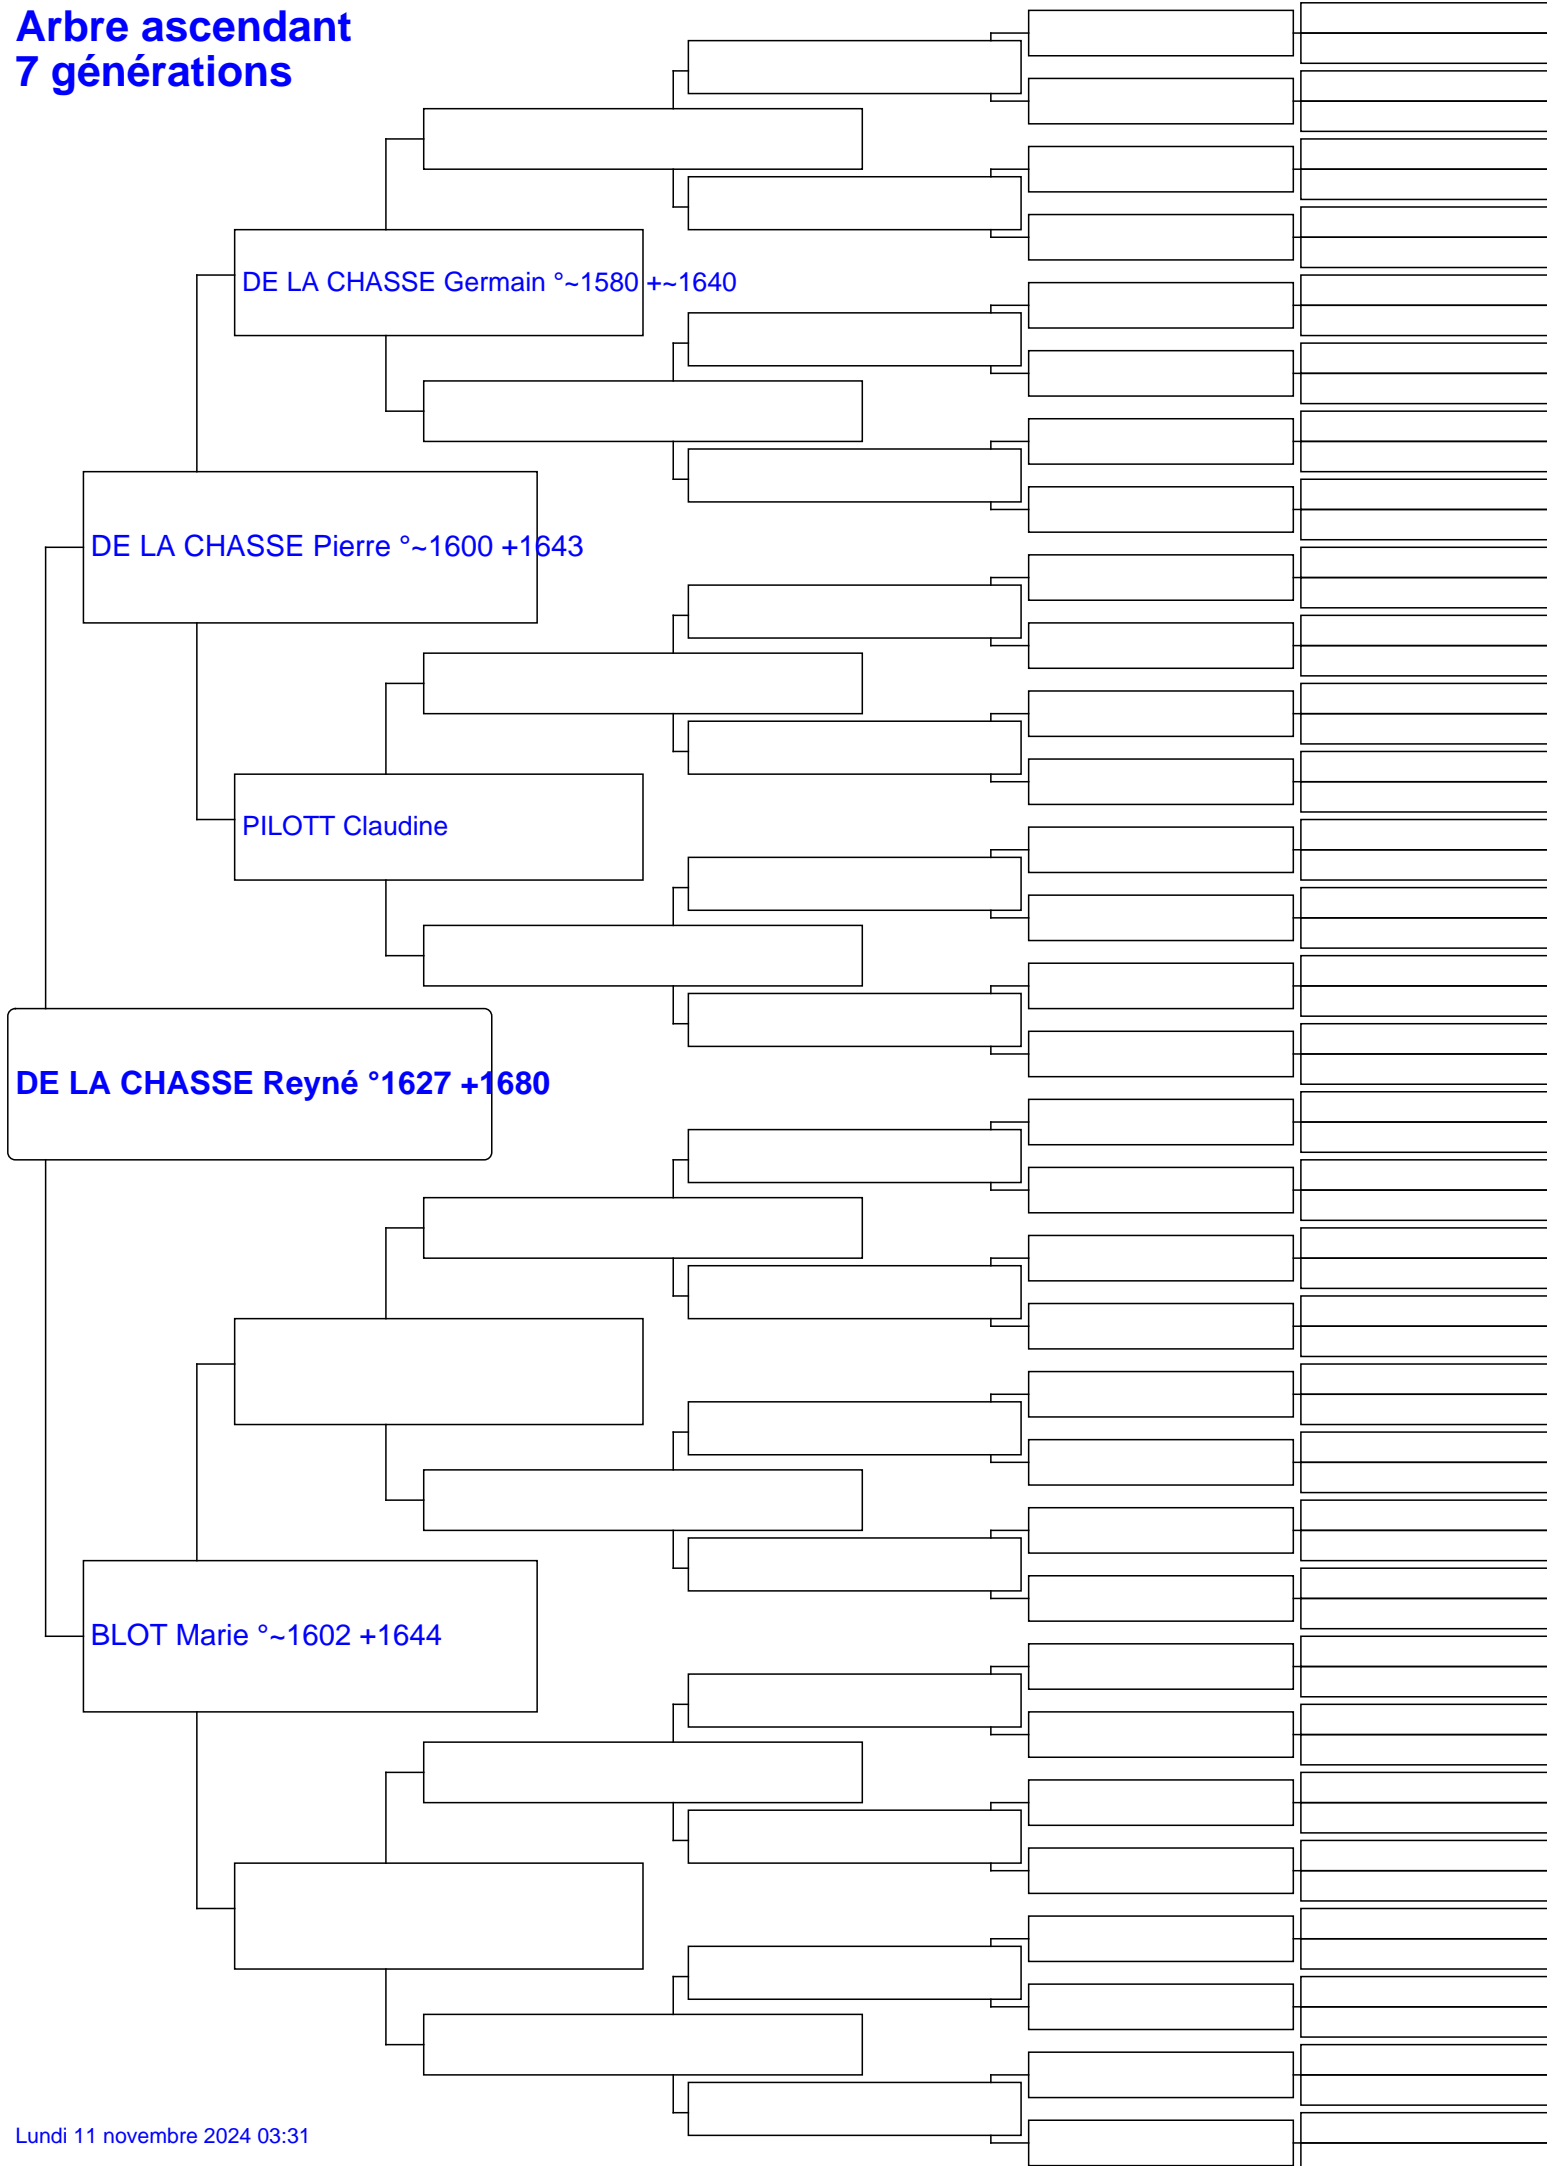 Arbre ascendant
7 générations
DE LA CHASSE Germain °~1580 +~1640
DE LA CHASSE Pierre °~1600 +1643
PILOTT Claudine
DE LA CHASSE Reyné °1627 +1680
BLOT Marie °~1602 +1644
Lundi 11 novembre 2024 03:31